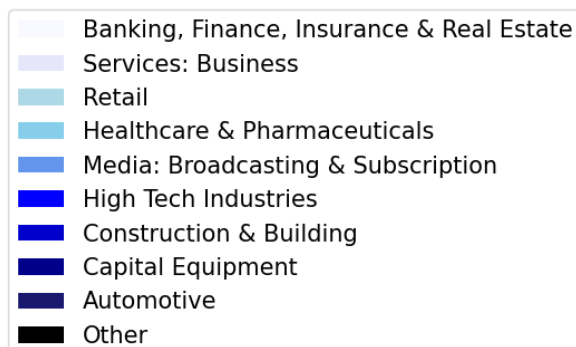 Banking, Finance, Insurance & Real Estate
Services: Business
Retail
Healthcare & Pharmaceuticals
Media: Broadcasting & Subscription
High Tech Industries
Construction & Building
Capital Equipment
Automotive
Other